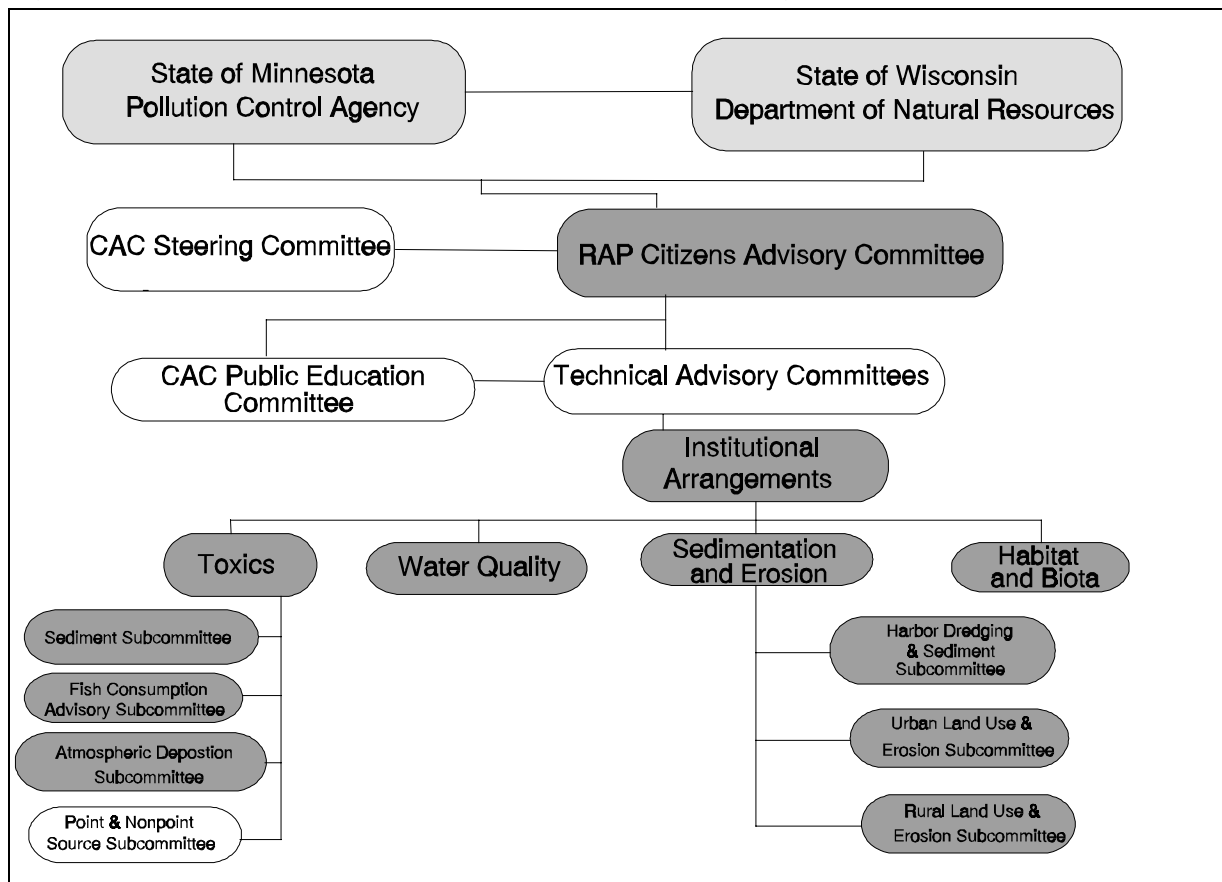 State of Minnesota
Pollution Control Agency
State of Wisconsin
Department of Natural Resources
CAC Steering Committee
RAP Citizens Advisory Committee
CAC Public Education
Committee
Technical Advisory Committees
Institutional
Arrangements
Toxics
Water Quality
Sedimentation
and Erosion
Habitat
and Biota
Sediment Subcommittee
Fish Consumption
Advisory Subcommittee
Atmospheric Depostion
Subcommittee
Point & Nonpoint
Source Subcommittee
Harbor Dredging
& Sediment
Subcommittee
Urban Land Use &
Erosion Subcommittee
Rural Land Use &
Erosion Subcommittee